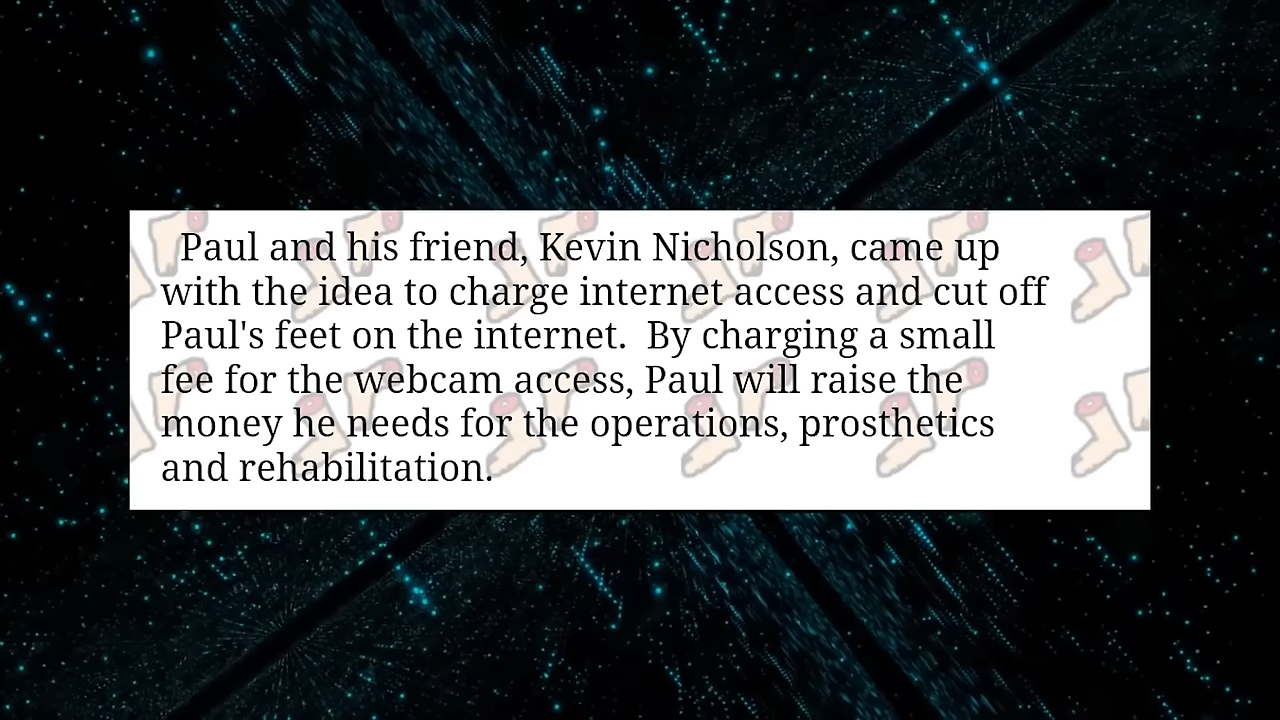 Paul and his friend, Kevin Nicholson, came up
with the idea to charge internet access and cut off
Paul's feet on the internet.  By charging a small
fee for the webcam access, Paul will raise the
money he needs for the operations, prosthetics
and rehabilitation.